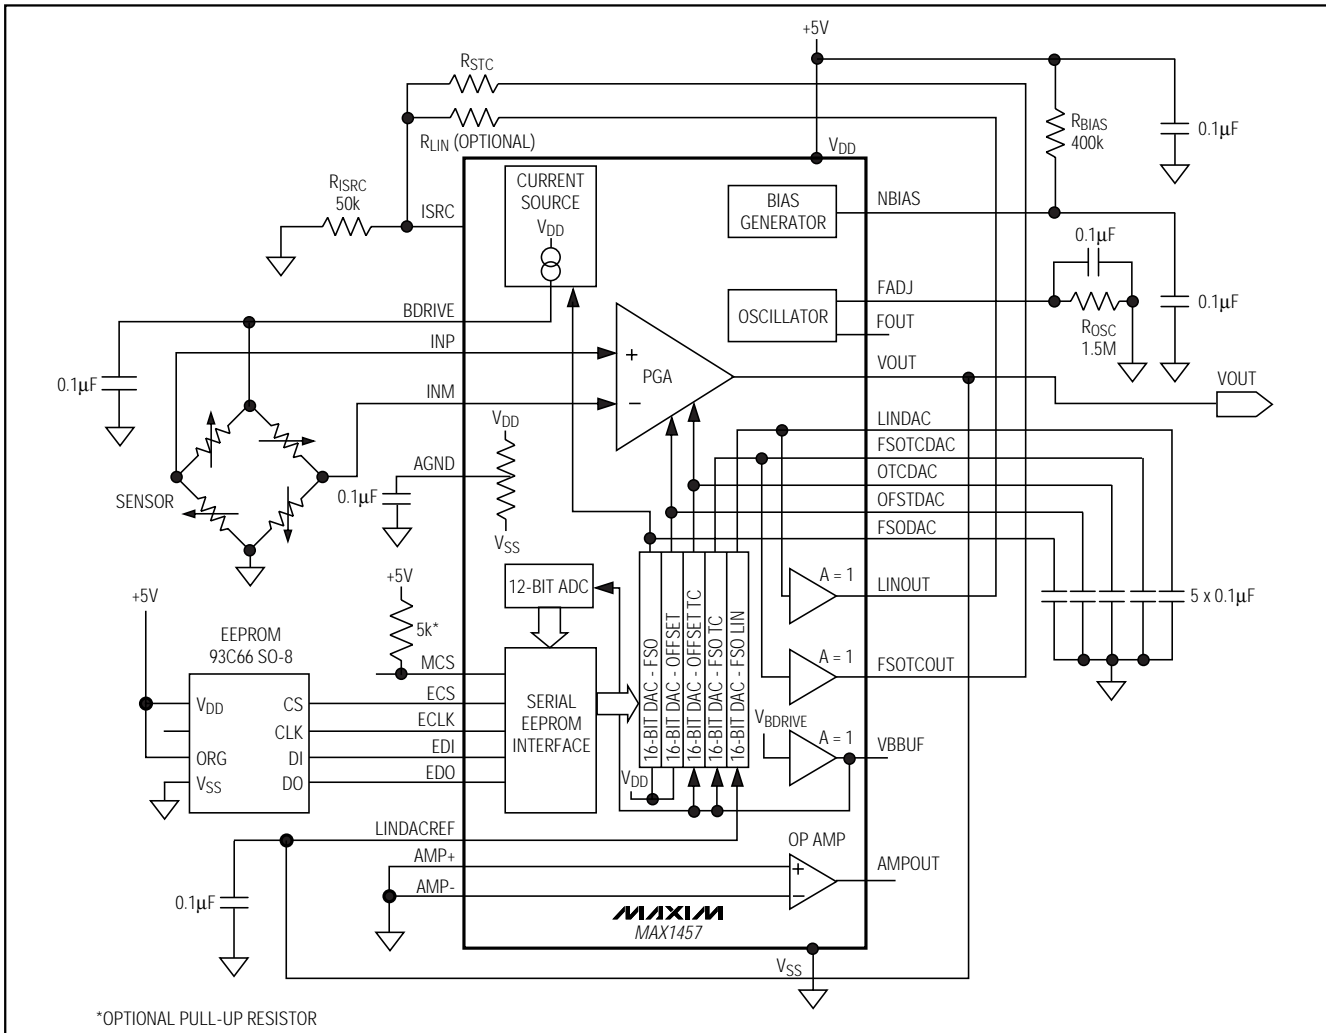 +5V
RSTC
RLIN (OPTIONAL)
RBIAS
400k
0.1µF
VDD
RISRC
50k
ISRC
CURRENT
SOURCE
VDD
BIAS
GENERATOR
NBIAS
0.1µF
BDRIVE
INP
INM
0.1µF
PGA
+
−
OSCILLATOR
FADJ
FOUT
ROSC
1.5M
0.1µF
VOUT
VOUT
LINDAC
FSOTCDAC
OTCDAC
OFSTDAC
FSODAC
SENSOR
AGND
0.1µF
VDD
VSS
+5V
+5V
5k*
12-BIT ADC
A = 1
LINOUT
5 x 0.1µF
EEPROM
93C66 SO-8
MCS
ECS
ECLK
EDI
EDO
VDD
ORG
VSS
CS
CLK
DI
DO
SERIAL
EEPROM
INTERFACE
16-BIT DAC - FSO
16-BIT DAC - OFFSET
16-BIT DAC - OFFSET TC
16-BIT DAC - FSO TC
16-BIT DAC - FSO LIN
A = 1
FSOTCOUT
VBDRIVE
A = 1
VBBUF
VDD
LINDACREF
AMP+
AMP-
0.1µF
OP AMP
+
−
AMPOUT
MAXIM
MAX1457
VSS
*OPTIONAL PULL-UP RESISTOR